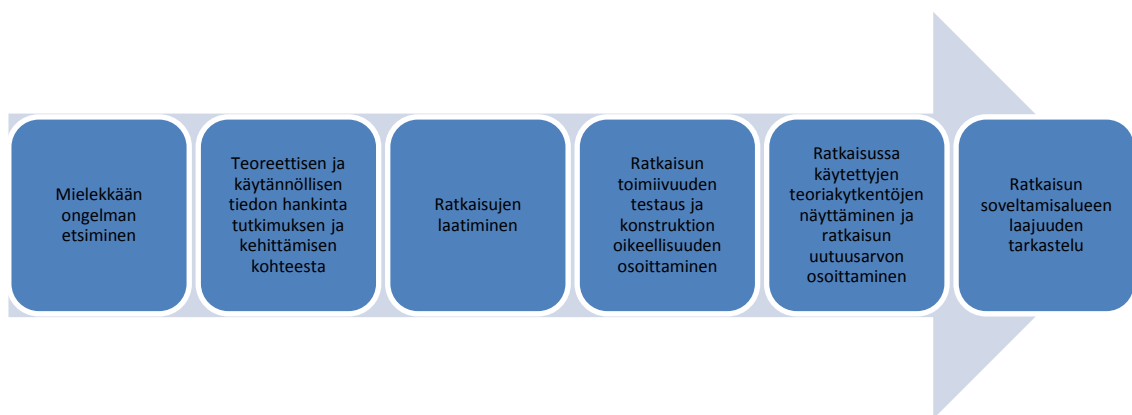 Mielekkään
ongelman
etsiminen
Teoreettisen ja
käytännöllisen
tiedon hankinta
tutkimuksen ja
kehittämisen
kohteesta
Ratkaisujen
laatiminen
Ratkaisun
toimiivuuden
testaus ja
konstruktion
oikeellisuuden
osoittaminen
Ratkaisussa
käytettyjen
teoriakytkentöjen
näyttäminen ja
ratkaisun
uutuusarvon
osoittaminen
Ratkaisun
soveltamisalueen
laajuuden
tarkastelu